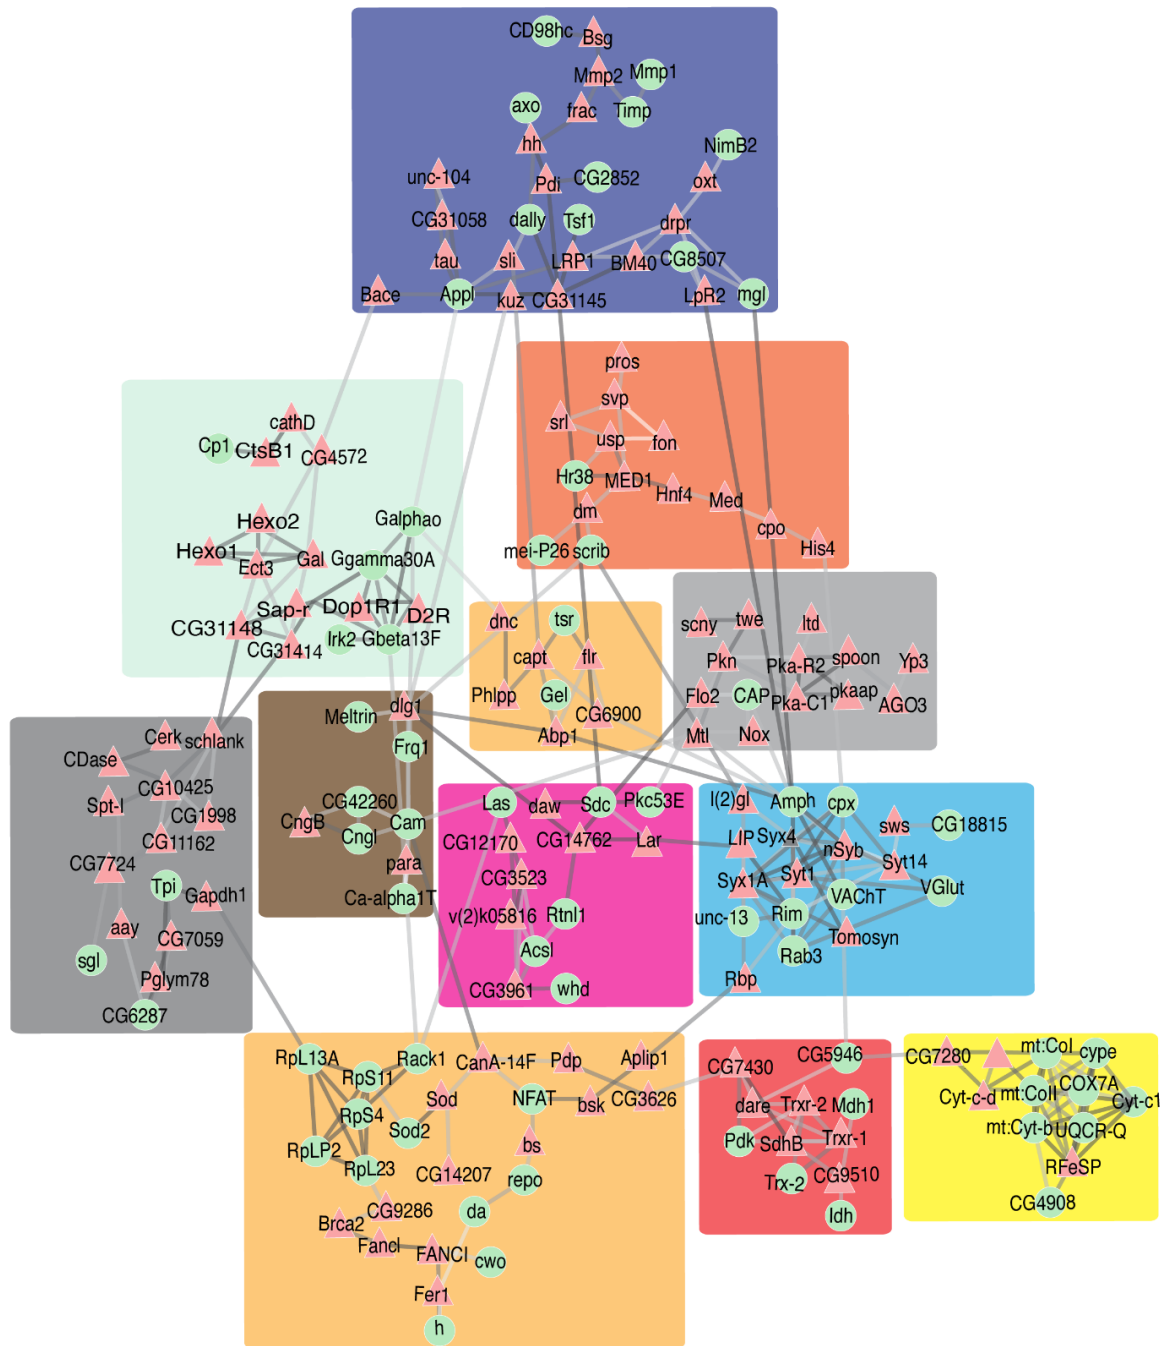 CD98hc
Bsg
Mmp2
Mmp1
axo
frac
Timp
hh
NimB2
unc-104
Pdi
CG2852
oxt
CG31058
dally
Tsf1
drpr
tau
sli
LRP1
BM40
CG8507
Bace
Appl
kuz
CG31145
LpR2
mgl
pros
svp
srl
usp
fon
Hr38
MED1
Hnf4
Med
dm
cpo
mei-P26
scrib
His4
cathD
Cp1
CtsB1
CG4572
Hexo2
Galphao
Hexo1
Ect3
Gal
Ggamma30A
Sap-r
Dop1R1
D2R
CG31148
CG31414
Irk2
Gbeta13F
dnc
tsr
capt
flr
Phlpp
Gel
CG6900
Abp1
scny
twe
ltd
Pkn
Pka-R2
spoon
Yp3
Flo2
CAP
Pka-C1
pkaap
AGO3
Mtl
Nox
Meltrin
dlg1
Frq1
CG42260
CngB
Cngl
Cam
para
Ca-alpha1T
Cerk
schlank
CDase
Spt-I
CG10425
CG1998
CG11162
CG7724
Tpi
Gapdh1
aay
CG7059
sgl
Pglym78
CG6287
Las
daw
Sdc
Pkc53E
CG12170
CG14762
Lar
CG3523
v(2)k05816
Rtnl1
Acsl
CG3961
whd
l(2)gl
Amph
cpx
LIP
Syx4
nSyb
sws
CG18815
Syx1A
Syt1
Syt14
unc-13
Rim
VAChT
VGlut
Rab3
Tomosyn
Rbp
RpL13A
RpS11
Rack1
CanA-14F
Pdp
Aplip1
RpS4
Sod
NFAT
bsk
CG3626
RpLP2
Sod2
RpL23
CG14207
bs
repo
CG9286
da
Brca2
Fancl
FANCI
cwo
Fer1
h
CG7430
CG5946
dare
Trxr-2
Mdh1
Pdk
SdhB
Trxr-1
Trx-2
CG9510
Idh
CG7280
mt:CoI
cype
Cyt-c-d
mt:CoII
COX7A
Cyt-c1
mt:Cyt-b
UQCR-Q
RFeSP
CG4908